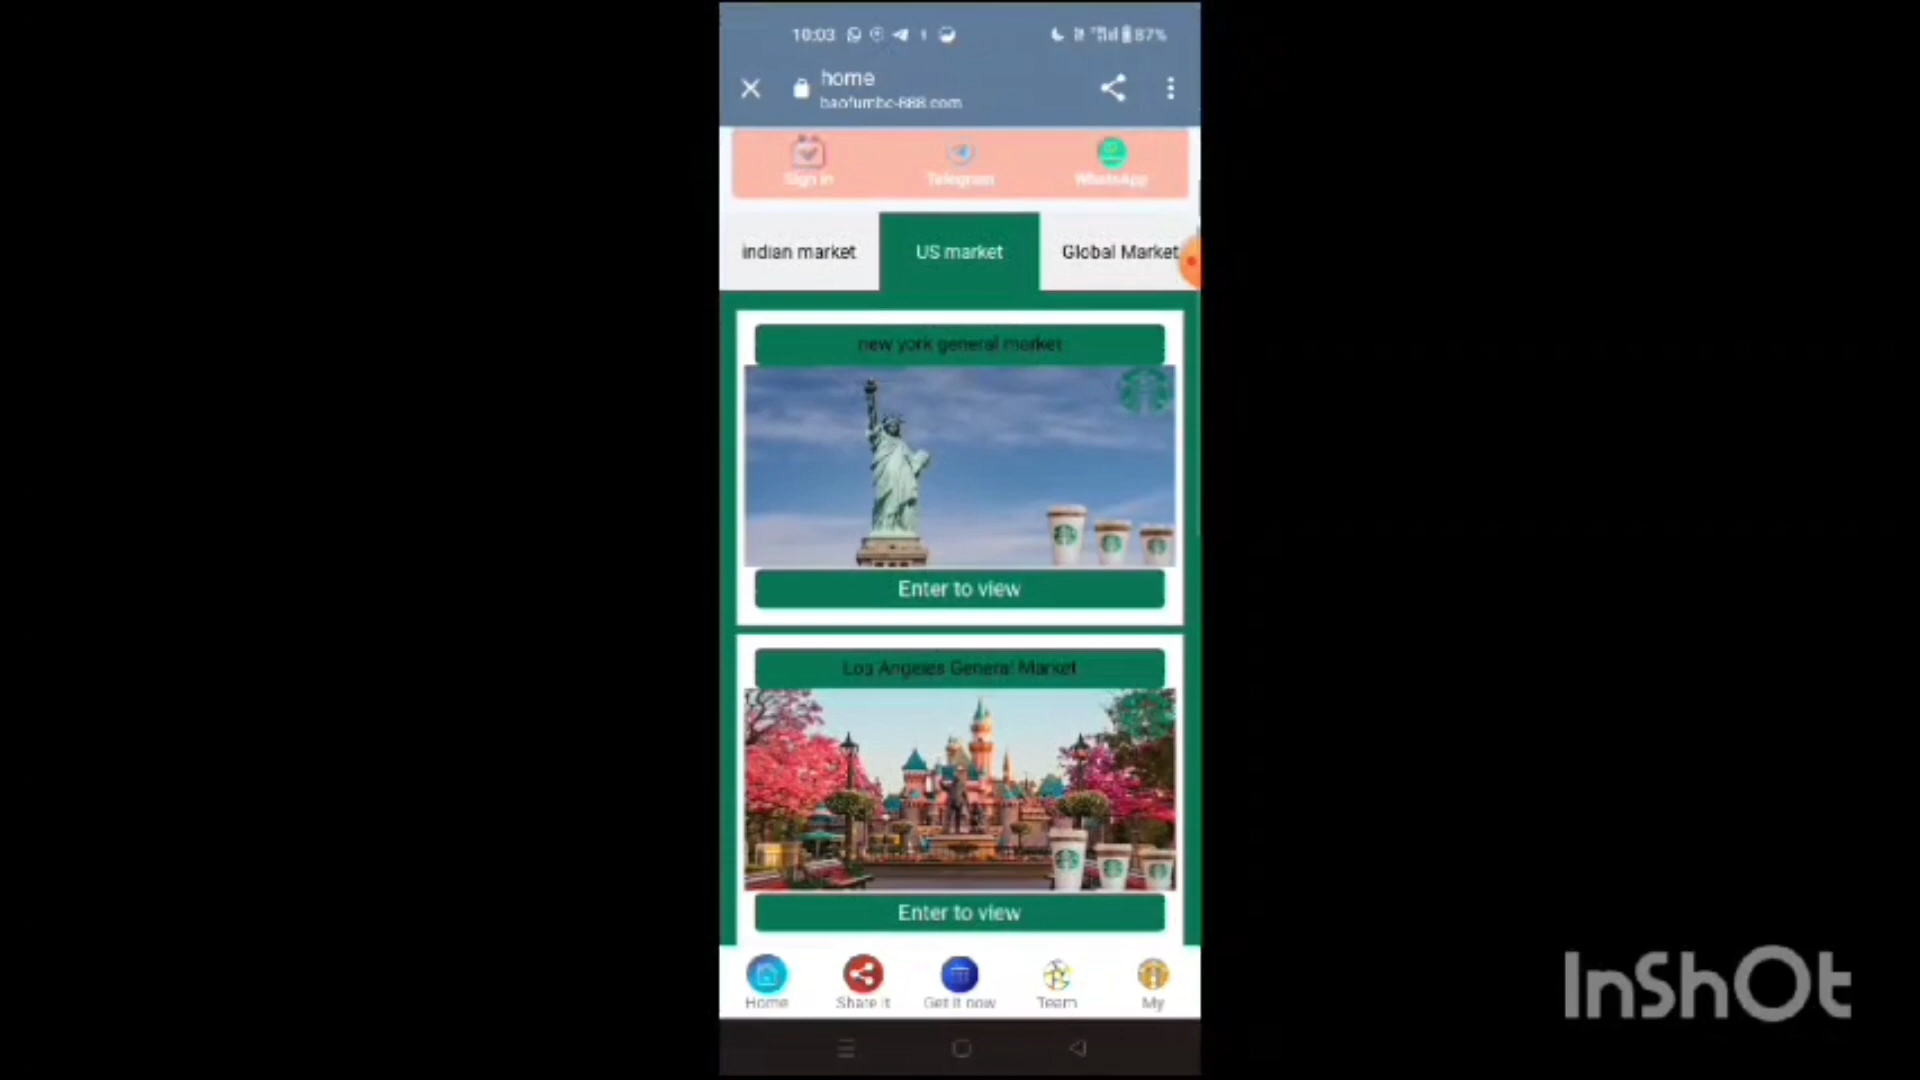 10:03
87%
home
baofumbc-888.com
Sign in
Telegram
WhatsApp
indian market
US market
Global Market
new york general market
Enter to view
Los Angeles General Market
Enter to view
Home
Share it
Get it now
Team
My
InShOt